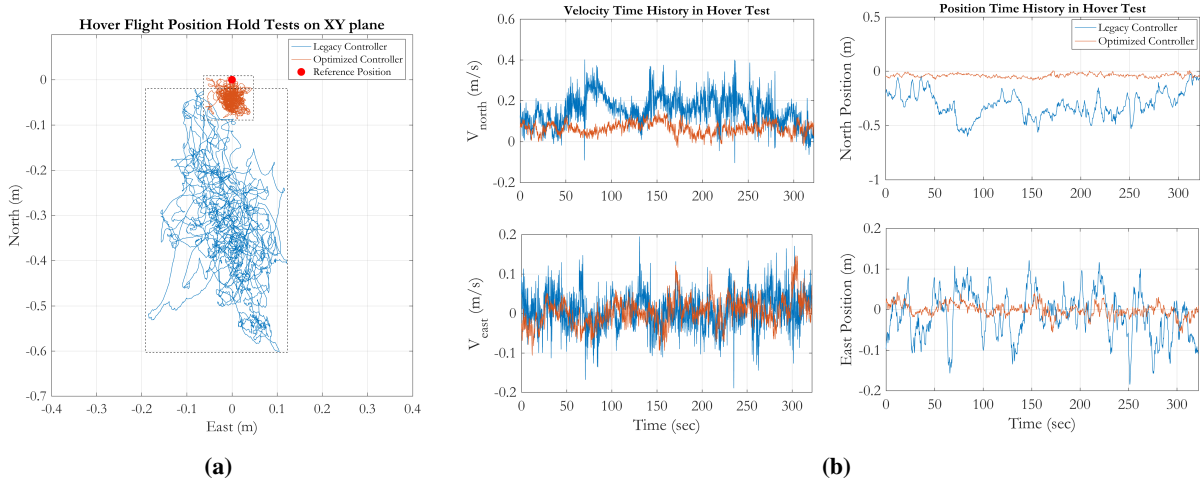 Hover Flight Position Hold Tests on XY plane
Legacy Controller
Optimized Controller
Reference Position
0
-0.1
-0.2
-0.3
-0.4
-0.5
-0.6
-0.7
North (m)
-0.4 -0.3 -0.2 -0.1 0 0.1 0.2 0.3 0.4
East (m)
(a)
Velocity Time History in Hover Test
0.6
0.4
0.2
0
0.2
V_north (m/s)
0 50 100 150 200 250 300
0.2
0.1
0
-0.1
0.2
V_east (m/s)
0 50 100 150 200 250 300
Time (sec)
Position Time History in Hover Test
Legacy Controller
Optimized Controller
0.5
0
-0.5
-1
North Position (m)
0 50 100 150 200 250 300
0.2
0.1
0
-0.1
0.2
East Position (m)
0 50 100 150 200 250 300
Time (sec)
(b)